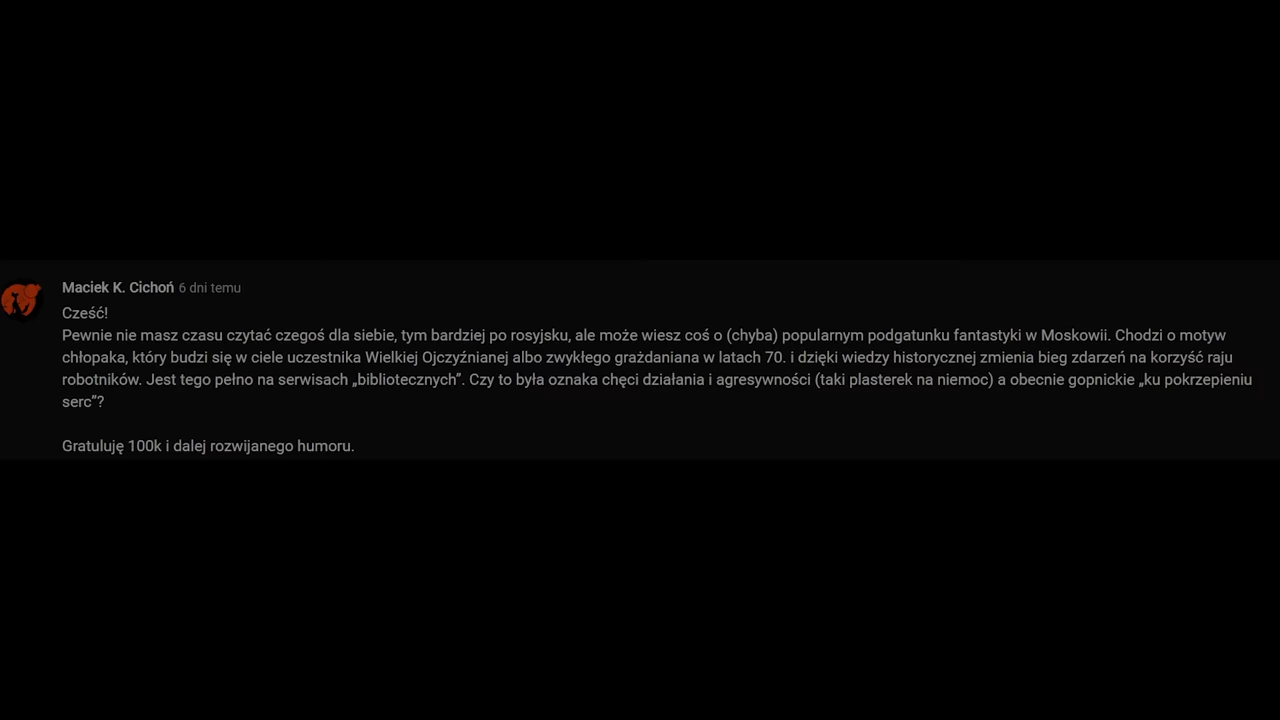 Maciek K. Cichoń 6 dni temu
Cześć!
Pewnie nie masz czasu czytać czegoś dla siebie, tym bardziej po rosyjsku, ale może wiesz coś o (chyba) popularnym podgatunku fantastyki w Moskowii. Chodzi o motyw
chłopaka, który budzi się w ciele uczestnika Wielkiej Ojczyźnianej albo zwykłego grażdaniana w latach 70. i dzięki wiedzy historycznej zmienia bieg zdarzeń na korzyść raju
robotników. Jest tego pełno na serwisach „bibliotecznych”. Czy to była oznaka chęci działania i agresywności (taki plasterek na niemoc) a obecnie gopnickie „ku pokrzepieniu
serc”?
Gratuluję 100k i dalej rozwijanego humoru.